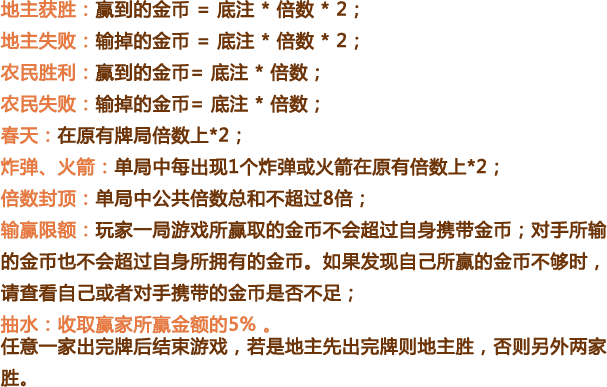 地主获胜：赢到的金币 = 底注 * 倍数 * 2；
地主失败：输掉的金币 = 底注 * 倍数 * 2；
农民胜利：赢到的金币= 底注 * 倍数；
农民失败：输掉的金币= 底注 * 倍数；
春天：在原有牌局倍数上*2；
炸弹、火箭：单局中每出现1个炸弹或火箭在原有倍数上*2；
倍数封顶：单局中公共倍数总和不超过8倍；
输赢限额：玩家一局游戏所赢取的金币不会超过自身携带金币；对手所输
的金币也不会超过自身所拥有的金币。如果发现自己所赢的金币不够时，
请查看自己或者对手携带的金币是否不足；
抽水：收取赢家所赢金额的5% 。
任意一家出完牌后结束游戏，若是地主先出完牌则地主胜，否则另外两家
胜。